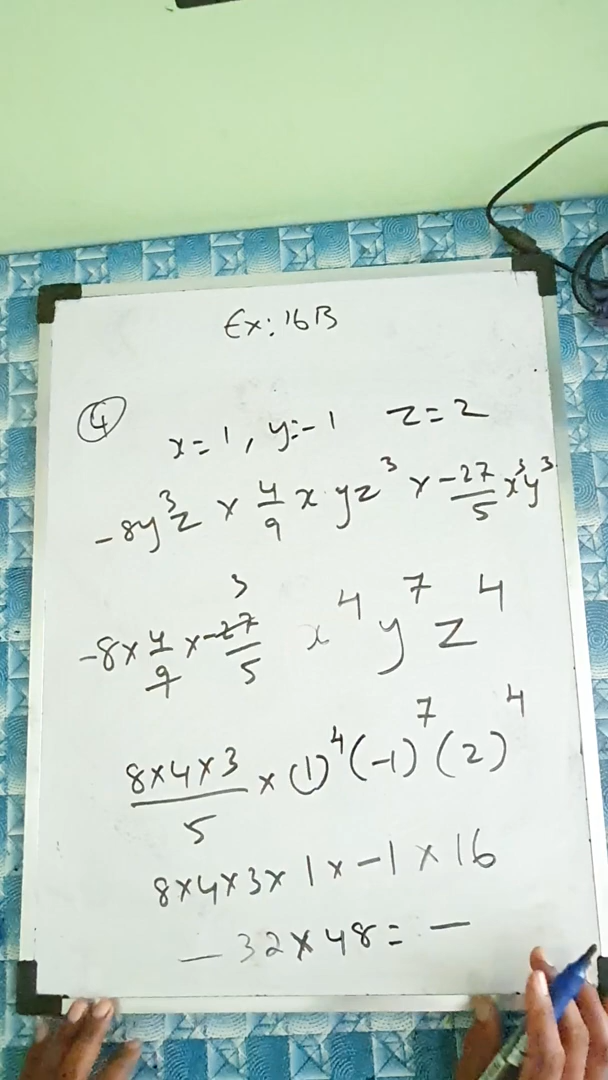 Ex: 16B
④ x=1, y=-1 z=2
-8y³z × 4/9 x yz³ × -27/5 x³y³
-8 × 4/9 × -27/5 3 x⁴ y⁷ z⁴
8×4×3/5 × (1)⁴ (-1)⁷ (2)⁴
8×4×3× 1× -1 × 16
- 32×48 = -